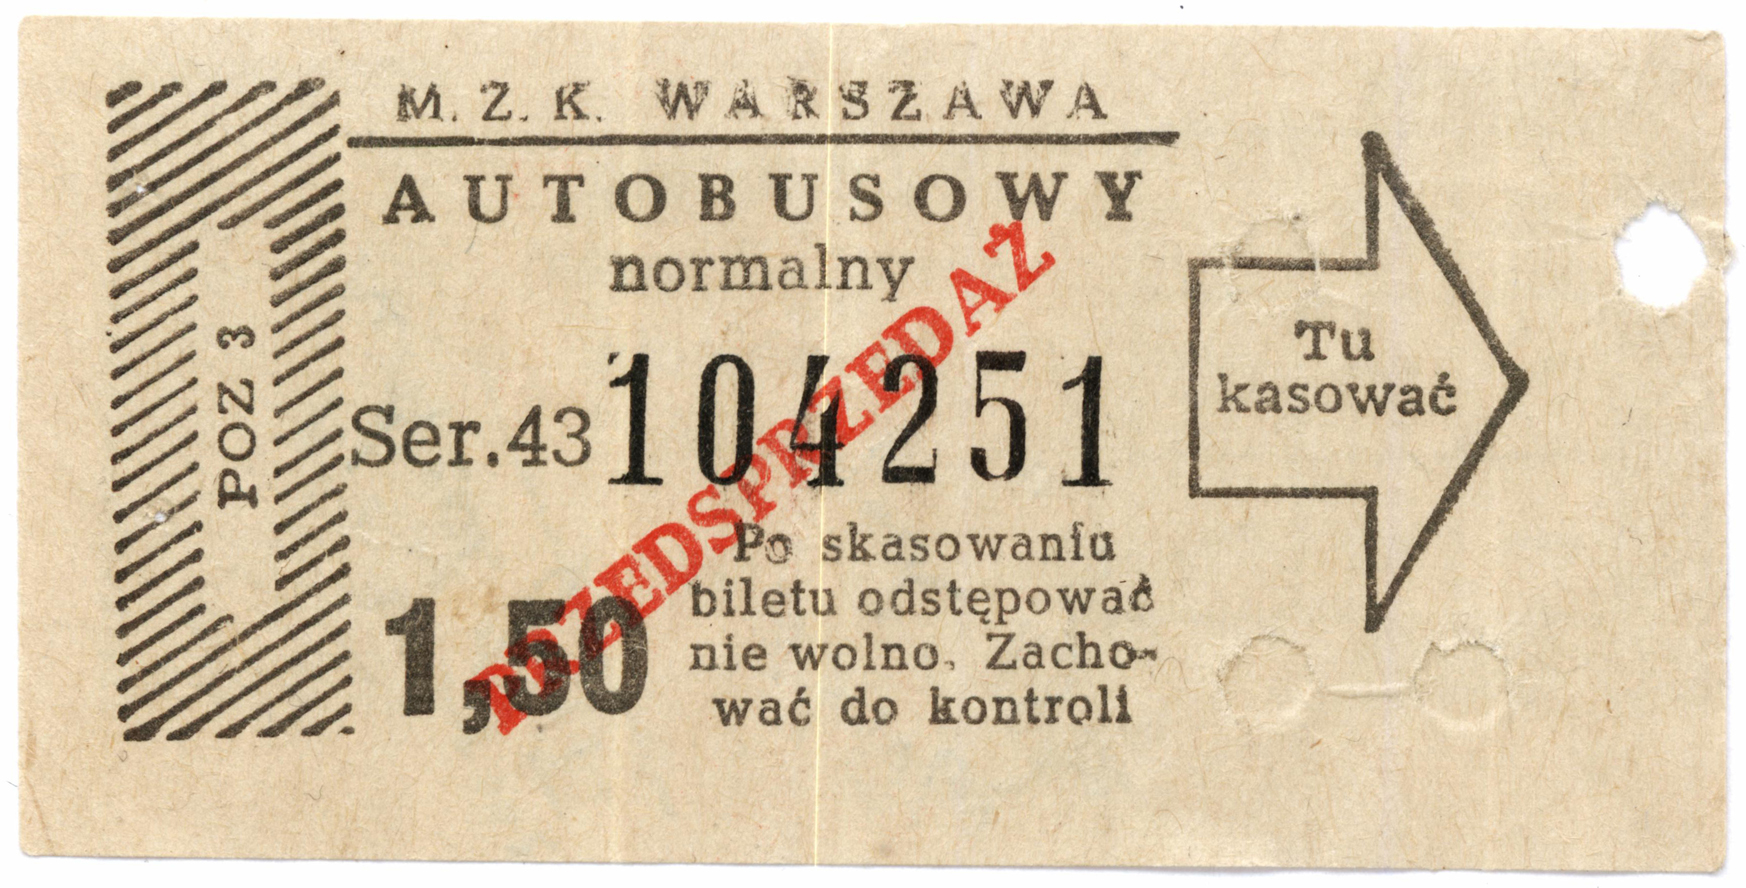 M. Z. K. WARSZAWA
AUTOBUSOWY
normalny
POZ 3
Ser.43 104251
PRZEDSPRZEDAŻ
1,50
Po skasowaniu
biletu odstępować
nie wolno. Zacho-
wać do kontroli
Tu
kasować